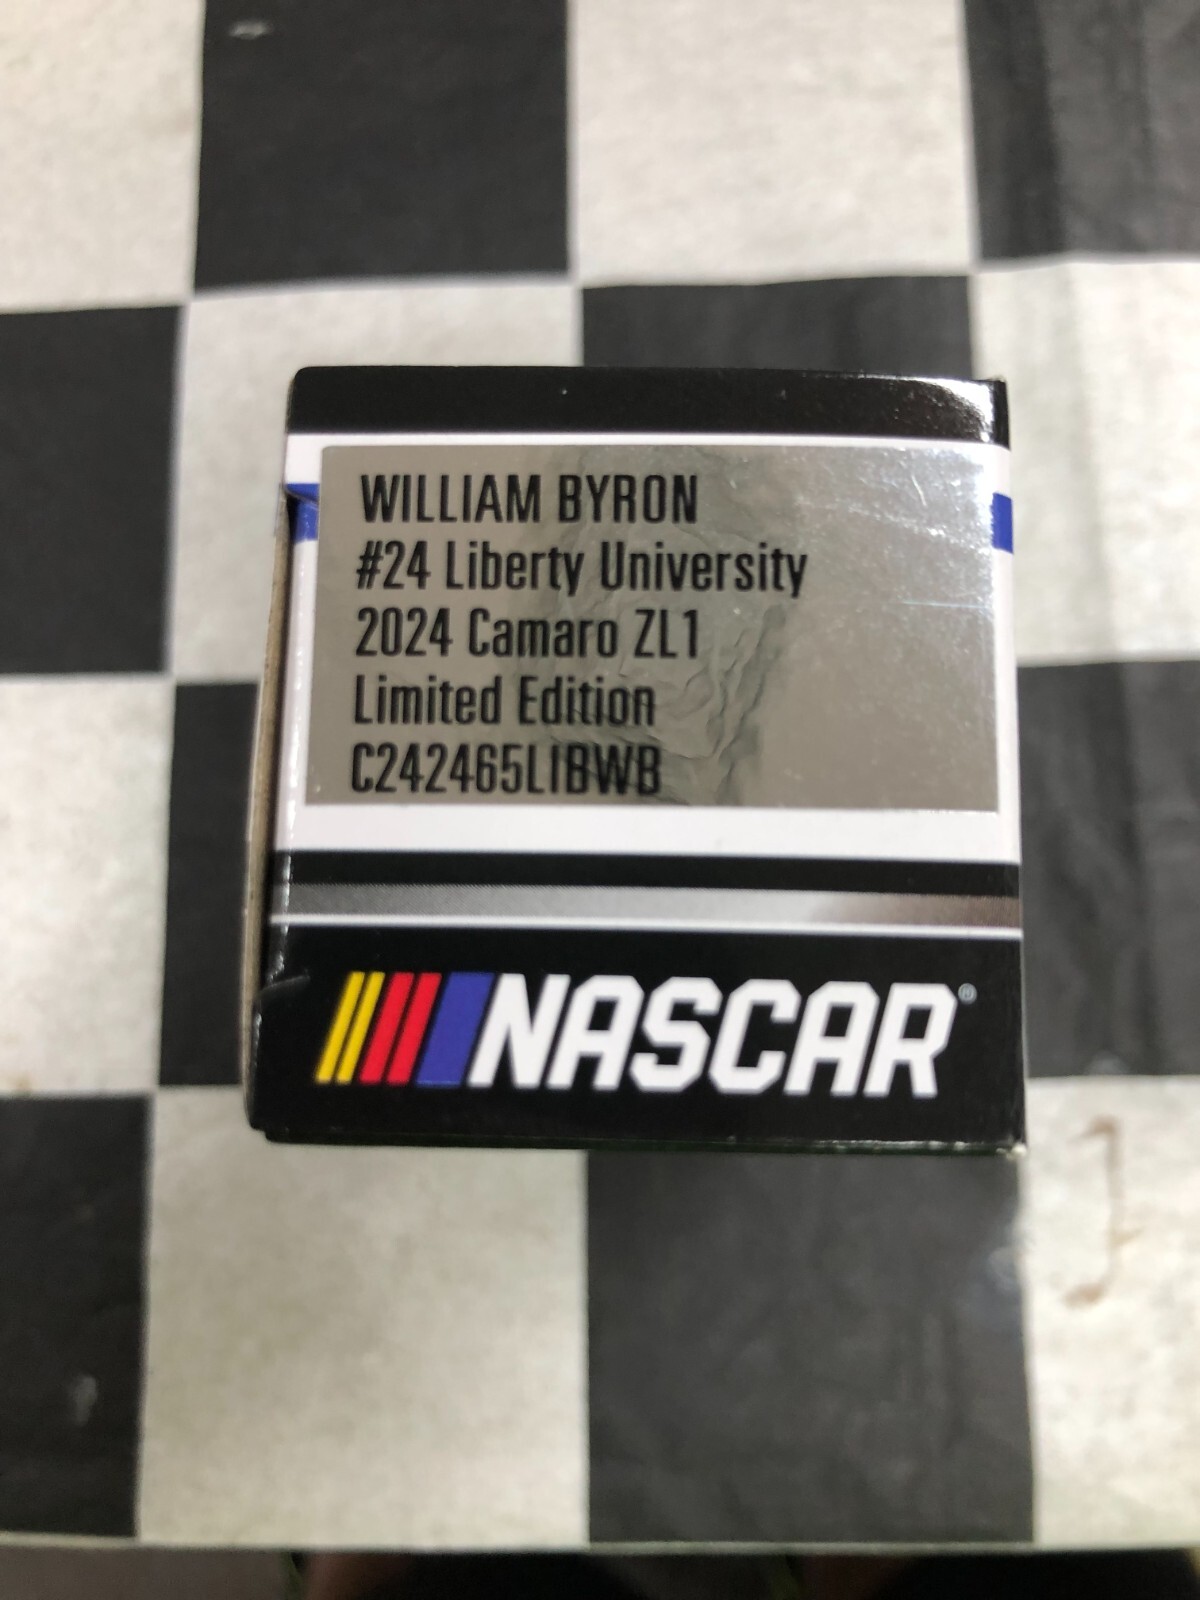 WILLIAM BYRON
#24 Liberty University
2024 Camaro ZL1
Limited Edition
C242465LIBWB
NASCAR®